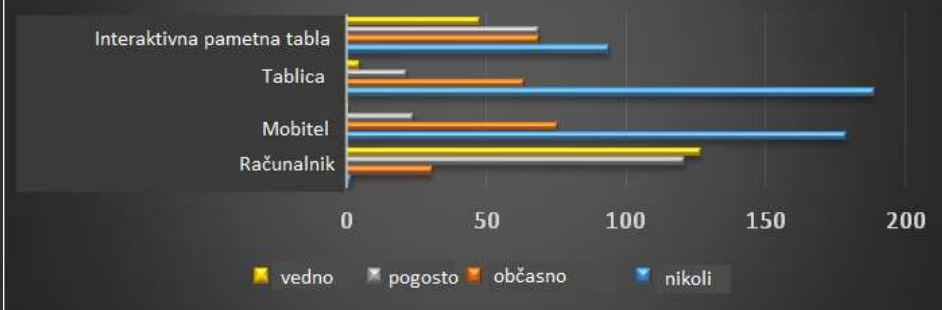 Interaktivna pametna tabla
Tablica
Mobitel
Računalnik
0 50 100 150 200
vedno pogosto občasno nikoli